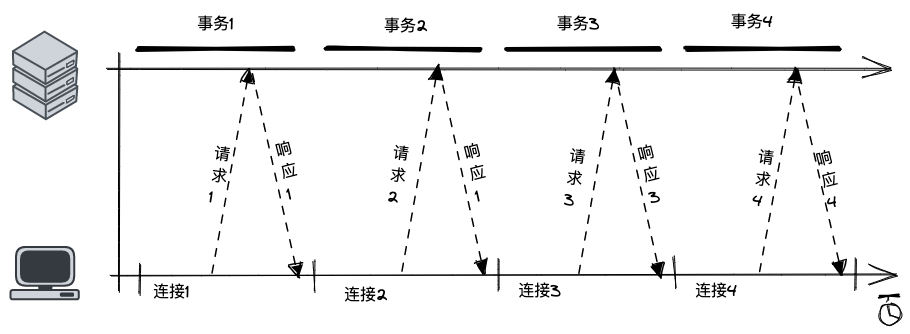 事务1
事务2
事务3
事务4
请求1
响应1
请求2
响应1
请求3
响应3
请求4
响应4
连接1
连接2
连接3
连接4